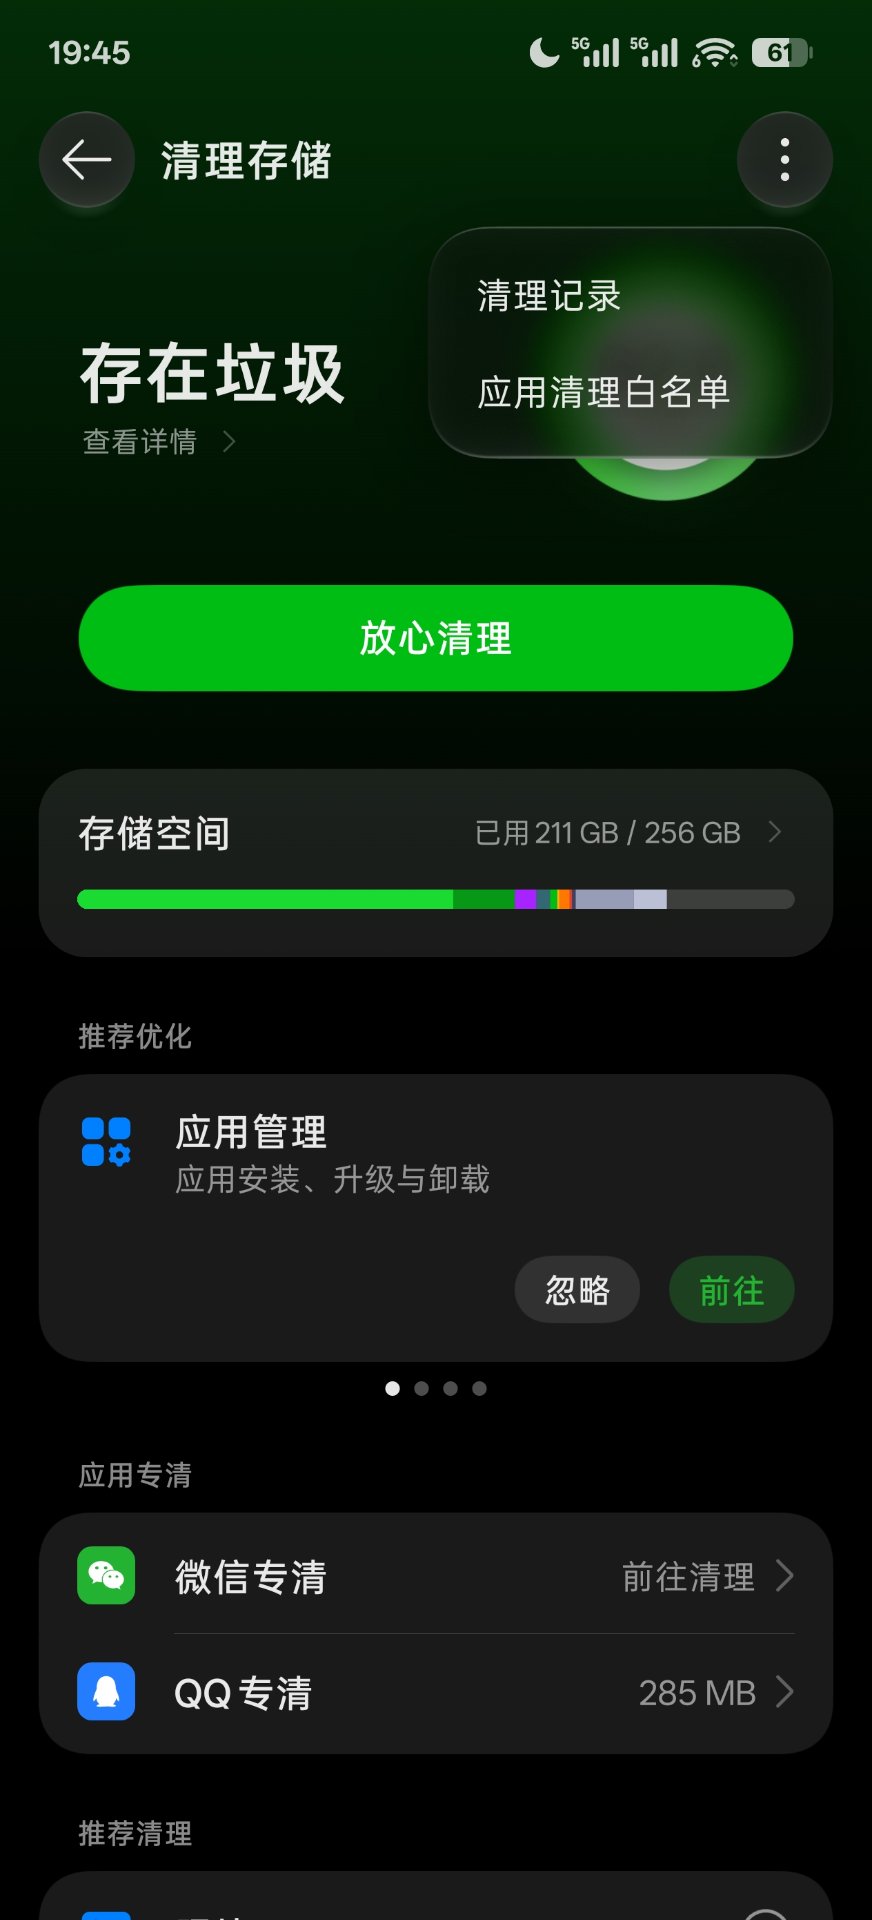 19:45
5G 5G 6 61
清理存储
清理记录
应用清理白名单
存在垃圾
查看详情
放心清理
存储空间
已用 211 GB / 256 GB
推荐优化
应用管理
应用安装、升级与卸载
忽略
前往
应用专清
微信专清
前往清理
QQ 专清
285 MB
推荐清理